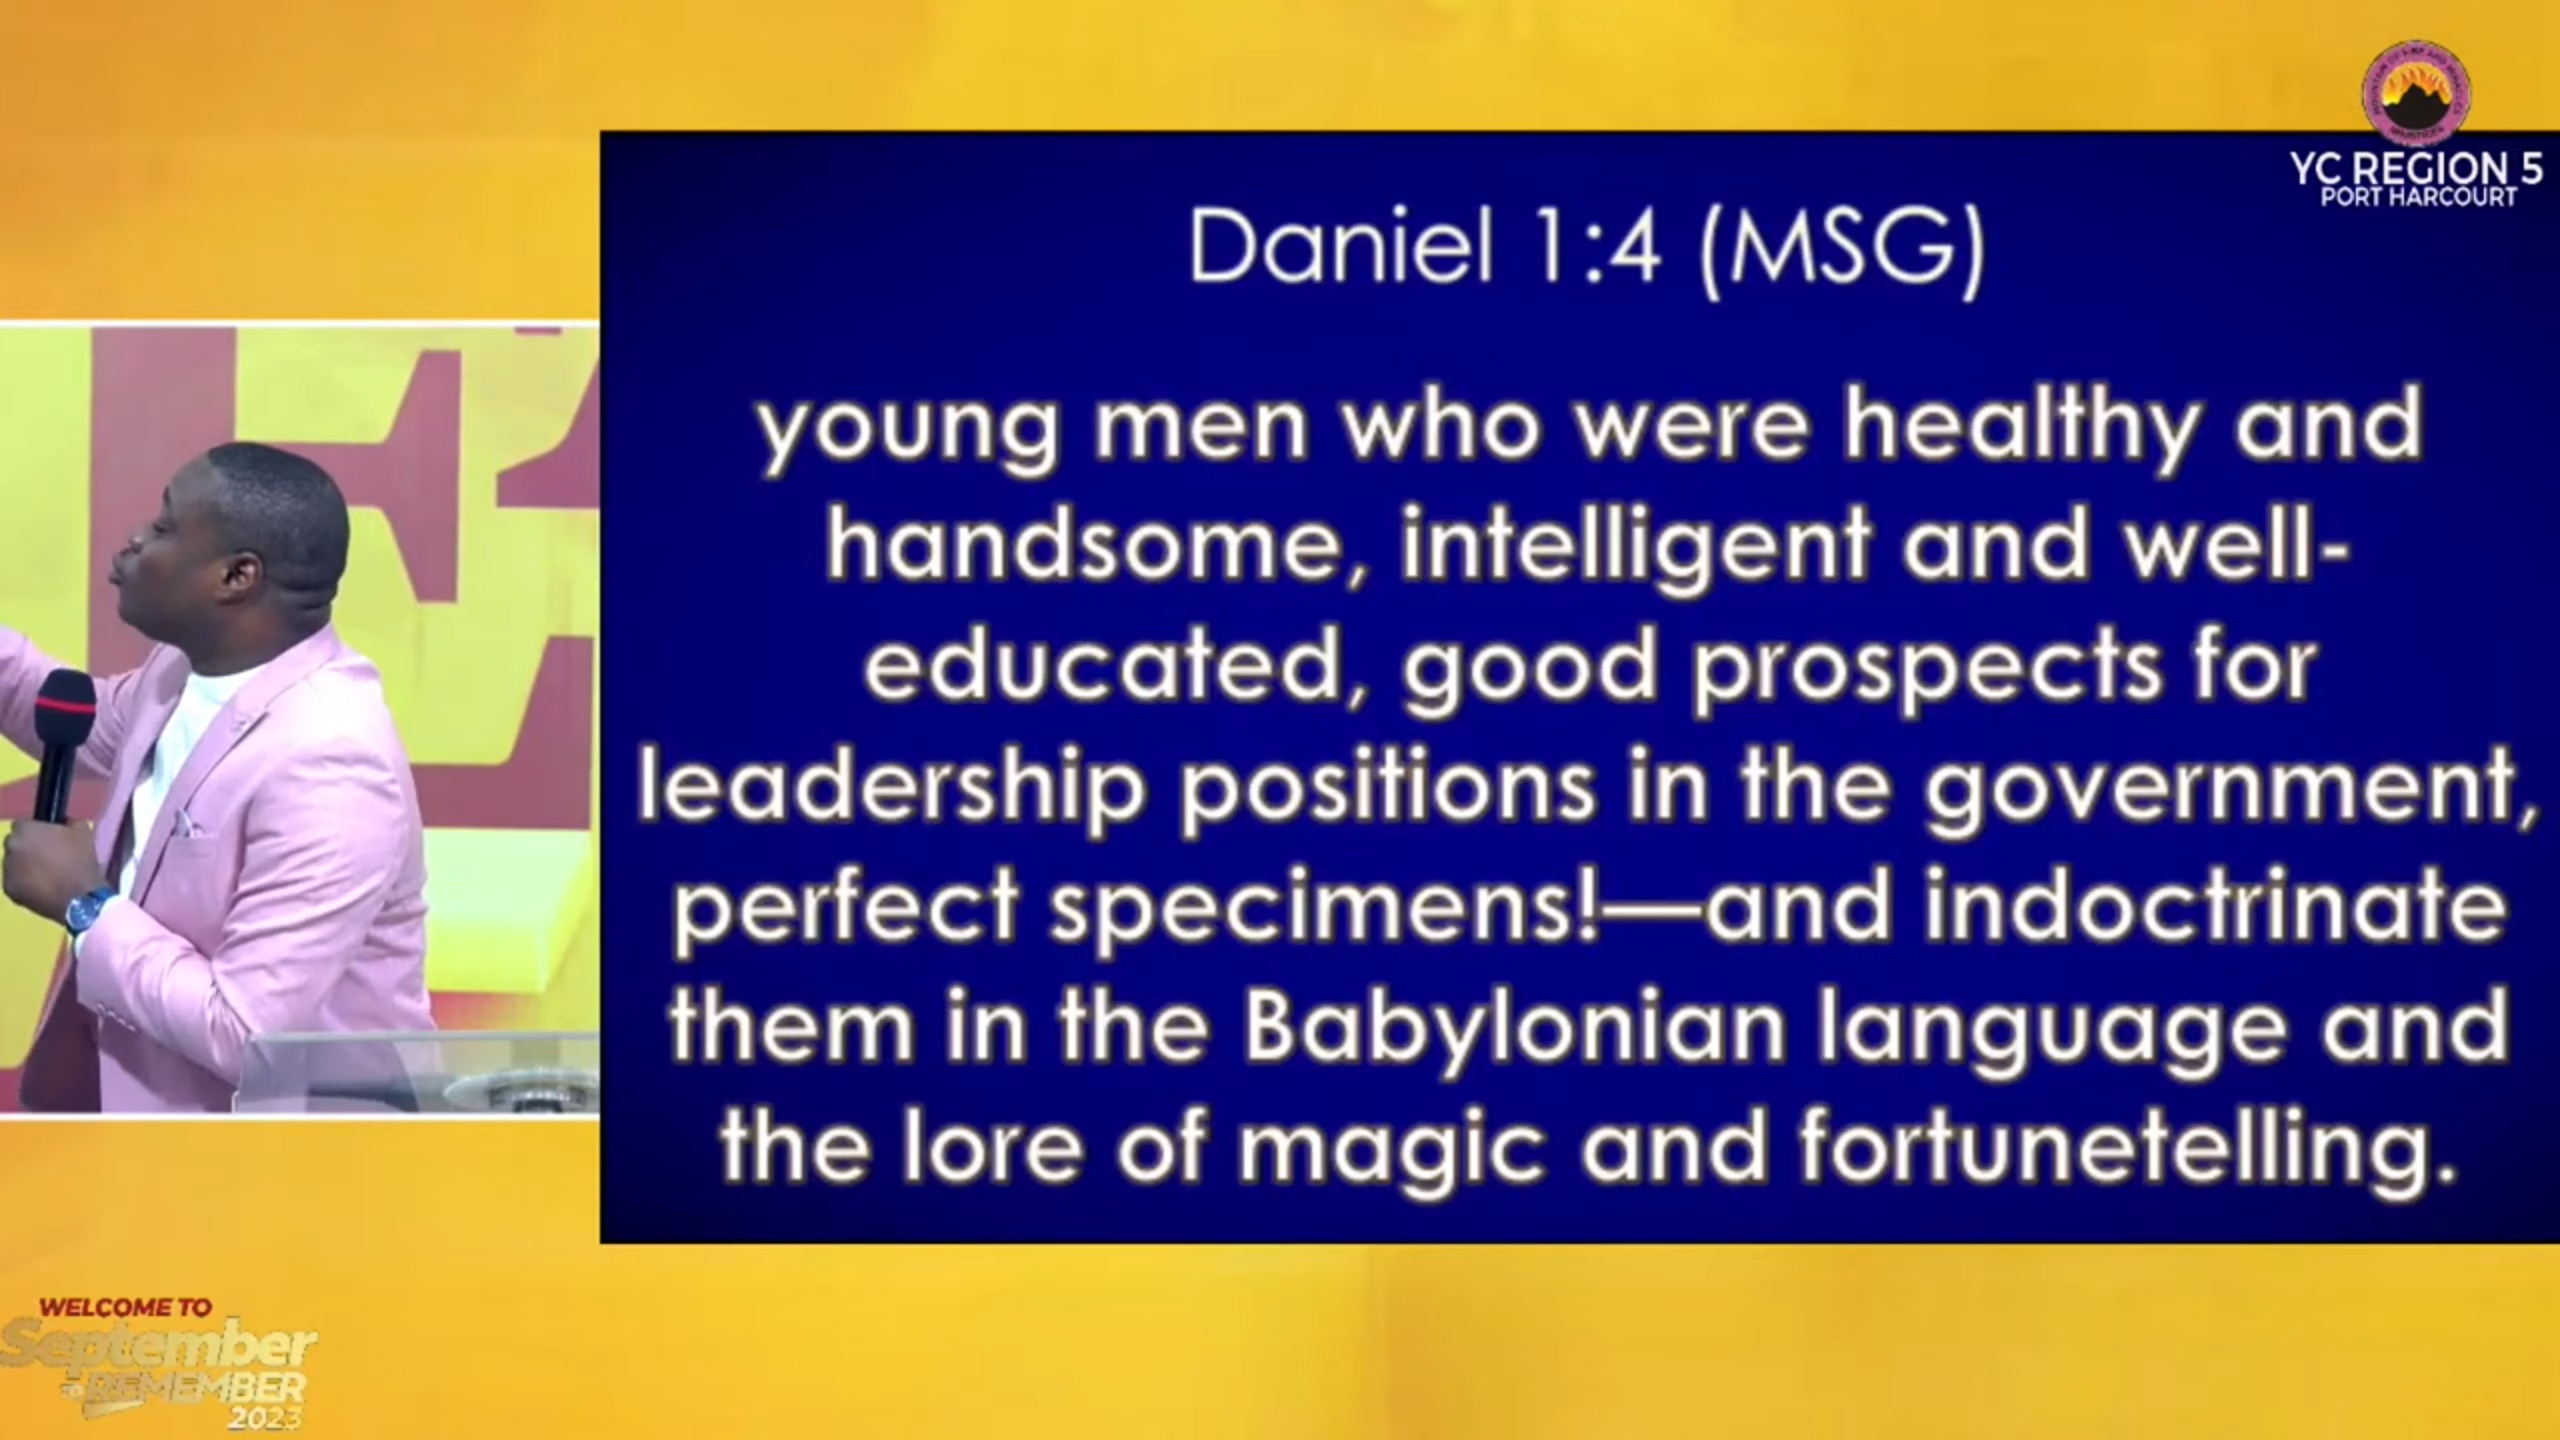 YC REGION 5
PORT HARCOURT
Daniel 1:4 (MSG)
young men who were healthy and
handsome, intelligent and well-
educated, good prospects for
leadership positions in the government,
perfect specimens!—and indoctrinate
them in the Babylonian language and
the lore of magic and fortunetelling.
WELCOME TO
September
TO REMEMBER
2023